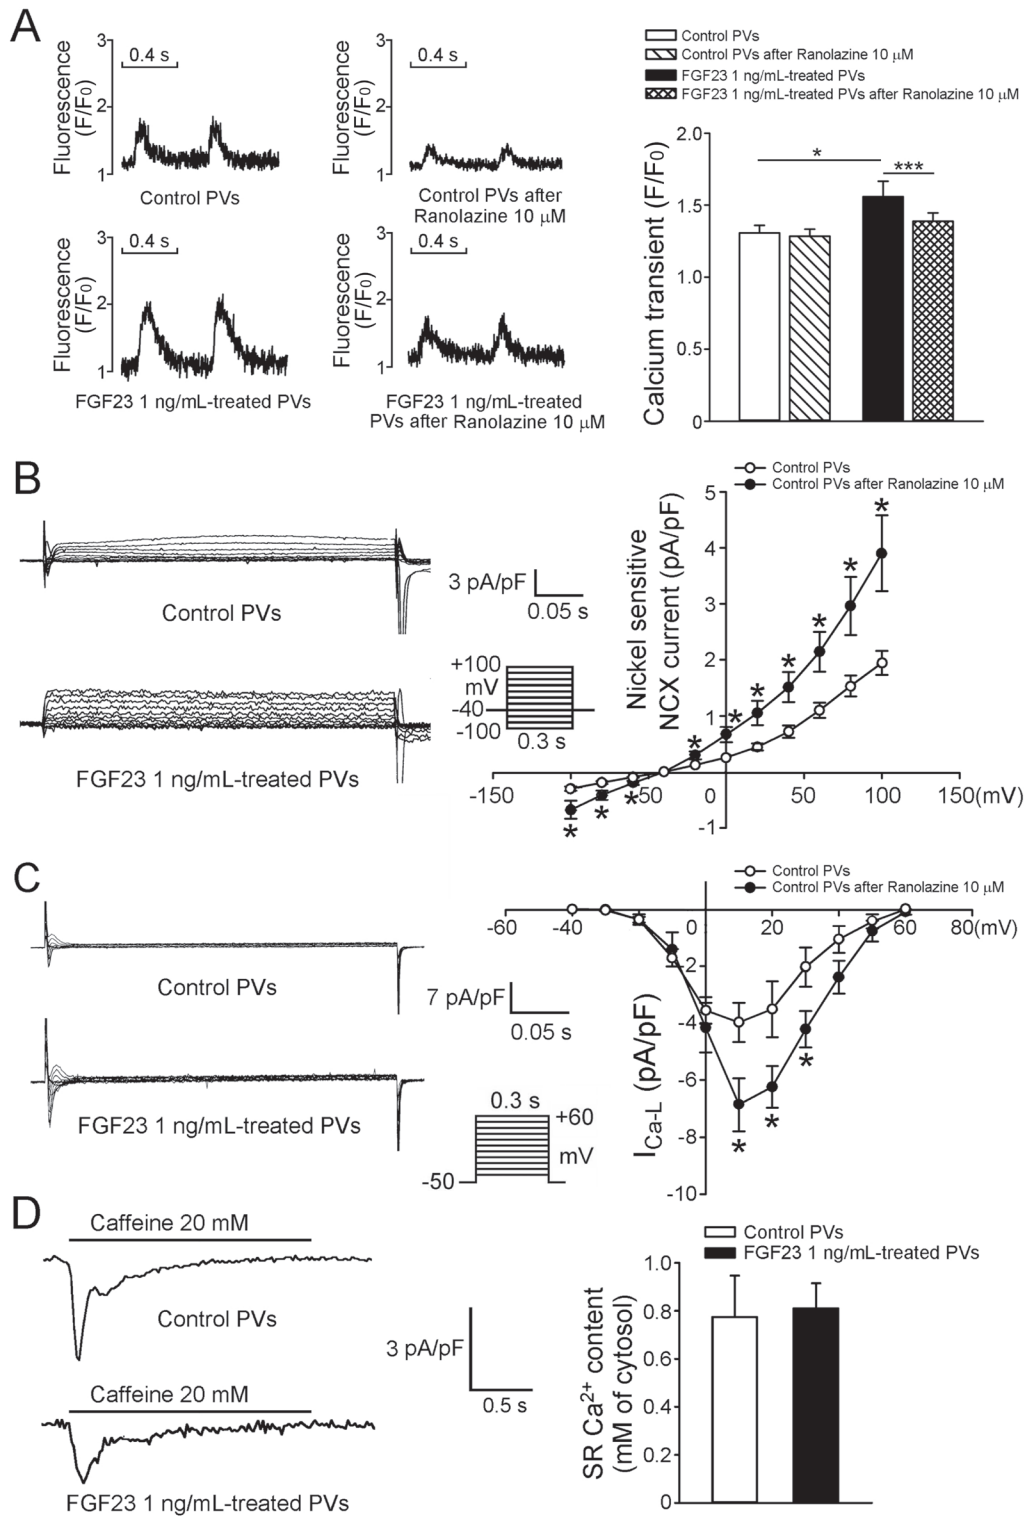 A
Fluorescence
(F/F0)
3
2
1
0.4 s
Control PVs
Fluorescence
(F/F0)
3
2
1
0.4 s
Control PVs after
Ranolazine 10 μM
Fluorescence
(F/F0)
3
2
1
0.4 s
FGF23 1 ng/mL-treated PVs
Fluorescence
(F/F0)
3
2
1
0.4 s
FGF23 1 ng/mL-treated
PVs after Ranolazine 10 μM
Control PVs
Control PVs after Ranolazine 10 μM
FGF23 1 ng/mL-treated PVs
FGF23 1 ng/mL-treated PVs after Ranolazine 10 μM
Calcium transient (F/F0)
2.0
1.5
1.0
0.5
0
*
***
B
Control PVs
FGF23 1 ng/mL-treated PVs
3 pA/pF
0.05 s
+100
mV
-40
-100
0.3 s
Control PVs
Control PVs after Ranolazine 10 μM
Nickel sensitive
NCX current (pA/pF)
5
4
3
2
1
-1
* * * * * * *
* * *
-150
-50
0
50
100
150(mV)
C
Control PVs
FGF23 1 ng/mL-treated PVs
7 pA/pF
0.05 s
0.3 s
+60
mV
-50
Control PVs
Control PVs after Ranolazine 10 μM
-60
-40
0
20
60
80(mV)
ICa-L (pA/pF)
-2
-4
-6
-8
-10
* * *
D
Caffeine 20 mM
Control PVs
Caffeine 20 mM
FGF23 1 ng/mL-treated PVs
3 pA/pF
0.5 s
Control PVs
FGF23 1 ng/mL-treated PVs
SR Ca2+ content
(mM of cytosol)
1.0
0.8
0.6
0.4
0.2
0